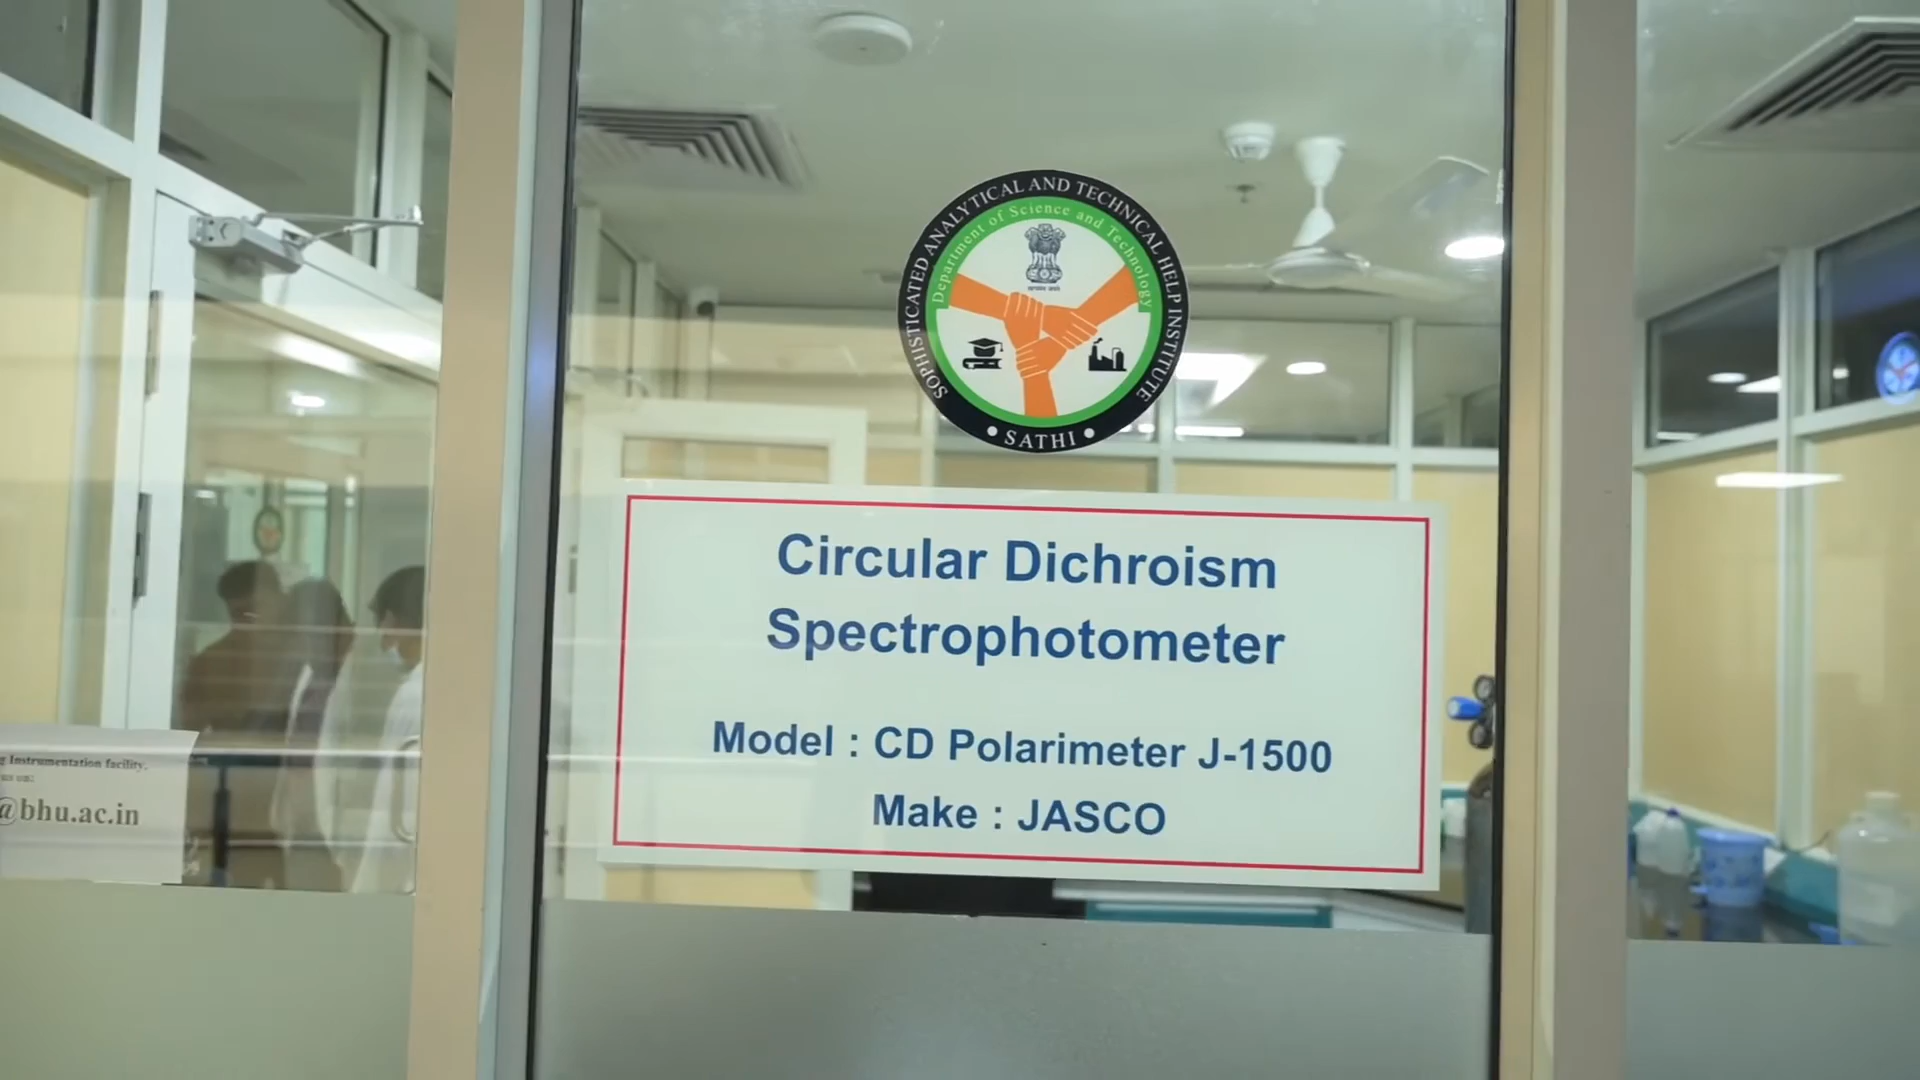 SOPHISTICATED ANALYTICAL AND TECHNICAL HELP INSTITUTE
Department of Science and Technology
• SATHI •
Circular Dichroism
Spectrophotometer
Model : CD Polarimeter J-1500
Make : JASCO
g Instrumentation facility,
@bhu.ac.in